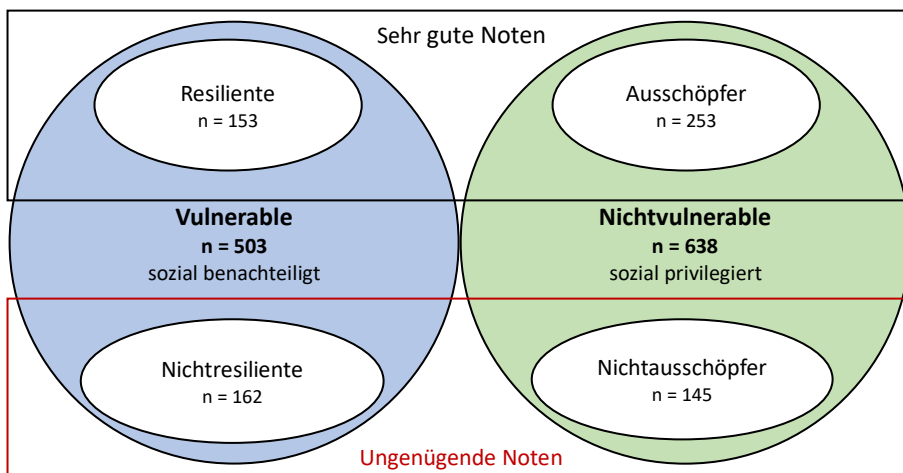 Sehr gute Noten
Resiliente
n = 153
Ausschöpfer
n = 253
Vulnerable
n = 503
sozial benachteiligt
Nichtvulnerable
n = 638
sozial privilegiert
Nichtresiliente
n = 162
Nichtausschöpfer
n = 145
Ungenügende Noten